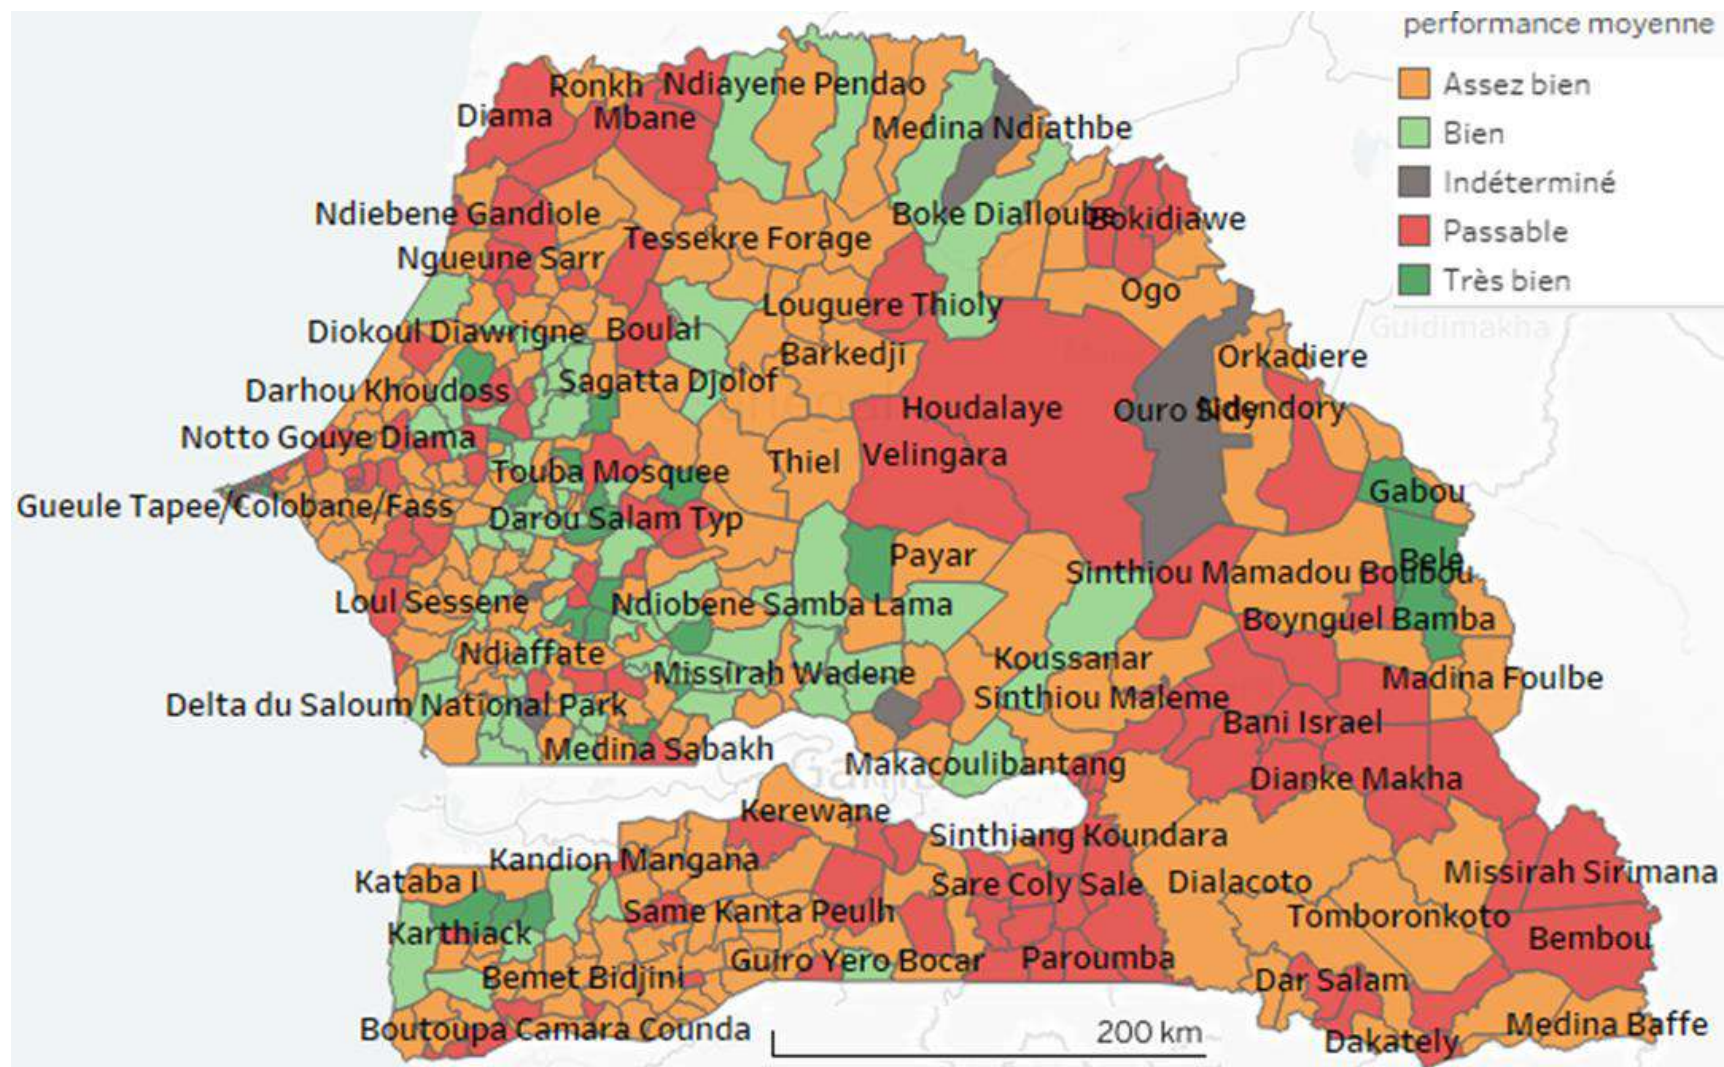 performance moyenne
Assez bien
Bien
Indéterminé
Passable
Très bien
Guidimakha
Ronkh
Ndiayene Pendao
Diama
Mbane
Medina Ndiathbe
Ndiebene Gandiole
Boke Dialloube
Bokidiawe
Tessekre Forage
Ngueune Sarr
Ogo
Louguere Thioly
Diokoul Diawrigne
Boulal
Barkedji
Orkadiere
Darhou Khoudoss
Sagatta Djolof
Houdalaye
Ouro Sidy
Ndendory
Notto Gouye Diama
Touba Mosquee
Thiel
Velingara
Gabou
Gueule Tapee/Colobane/Fass
Darou Salam Typ
Payar
Bele
Sinthiou Mamadou Boubou
Loul Sessene
Ndiobene Samba Lama
Boynguel Bamba
Ndiaffate
Missirah Wadene
Koussanar
Madina Foulbe
Sinthiou Maleme
Delta du Saloum National Park
Bani Israel
Medina Sabakh
Makacoulibantang
Dianke Makha
Kerewane
Sinthiang Koundara
Kandion Mangana
Kataba I
Sare Coly Sale
Dialacoto
Missirah Sirimana
Same Kanta Peulh
Tomboronkoto
Karthiack
Bembou
Guiro Yero Bocar
Paroumba
Bemet Bidjini
Dar Salam
Boutoupa Camara Counda
200 km
Dakately
Medina Baffe